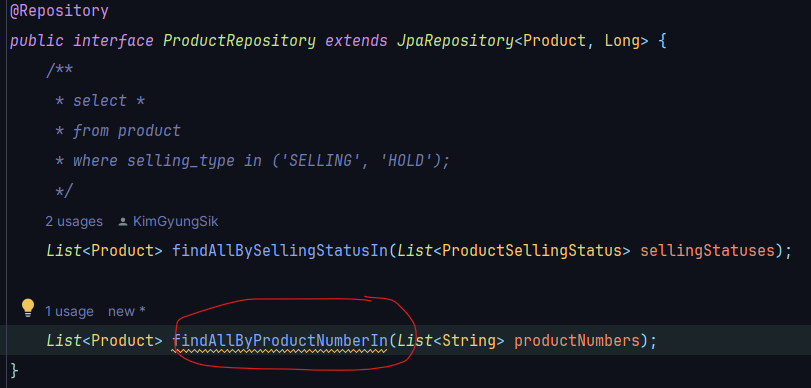 @Repository
public interface ProductRepository extends JpaRepository<Product, Long> {
/**
* select *
* from product
* where selling_type in ('SELLING', 'HOLD');
*/
2 usages KimGyungSik
List<Product> findAllBySellingStatusIn(List<ProductSellingStatus> sellingStatuses);
1 usage new *
List<Product> findAllByProductNumberIn(List<String> productNumbers);
}